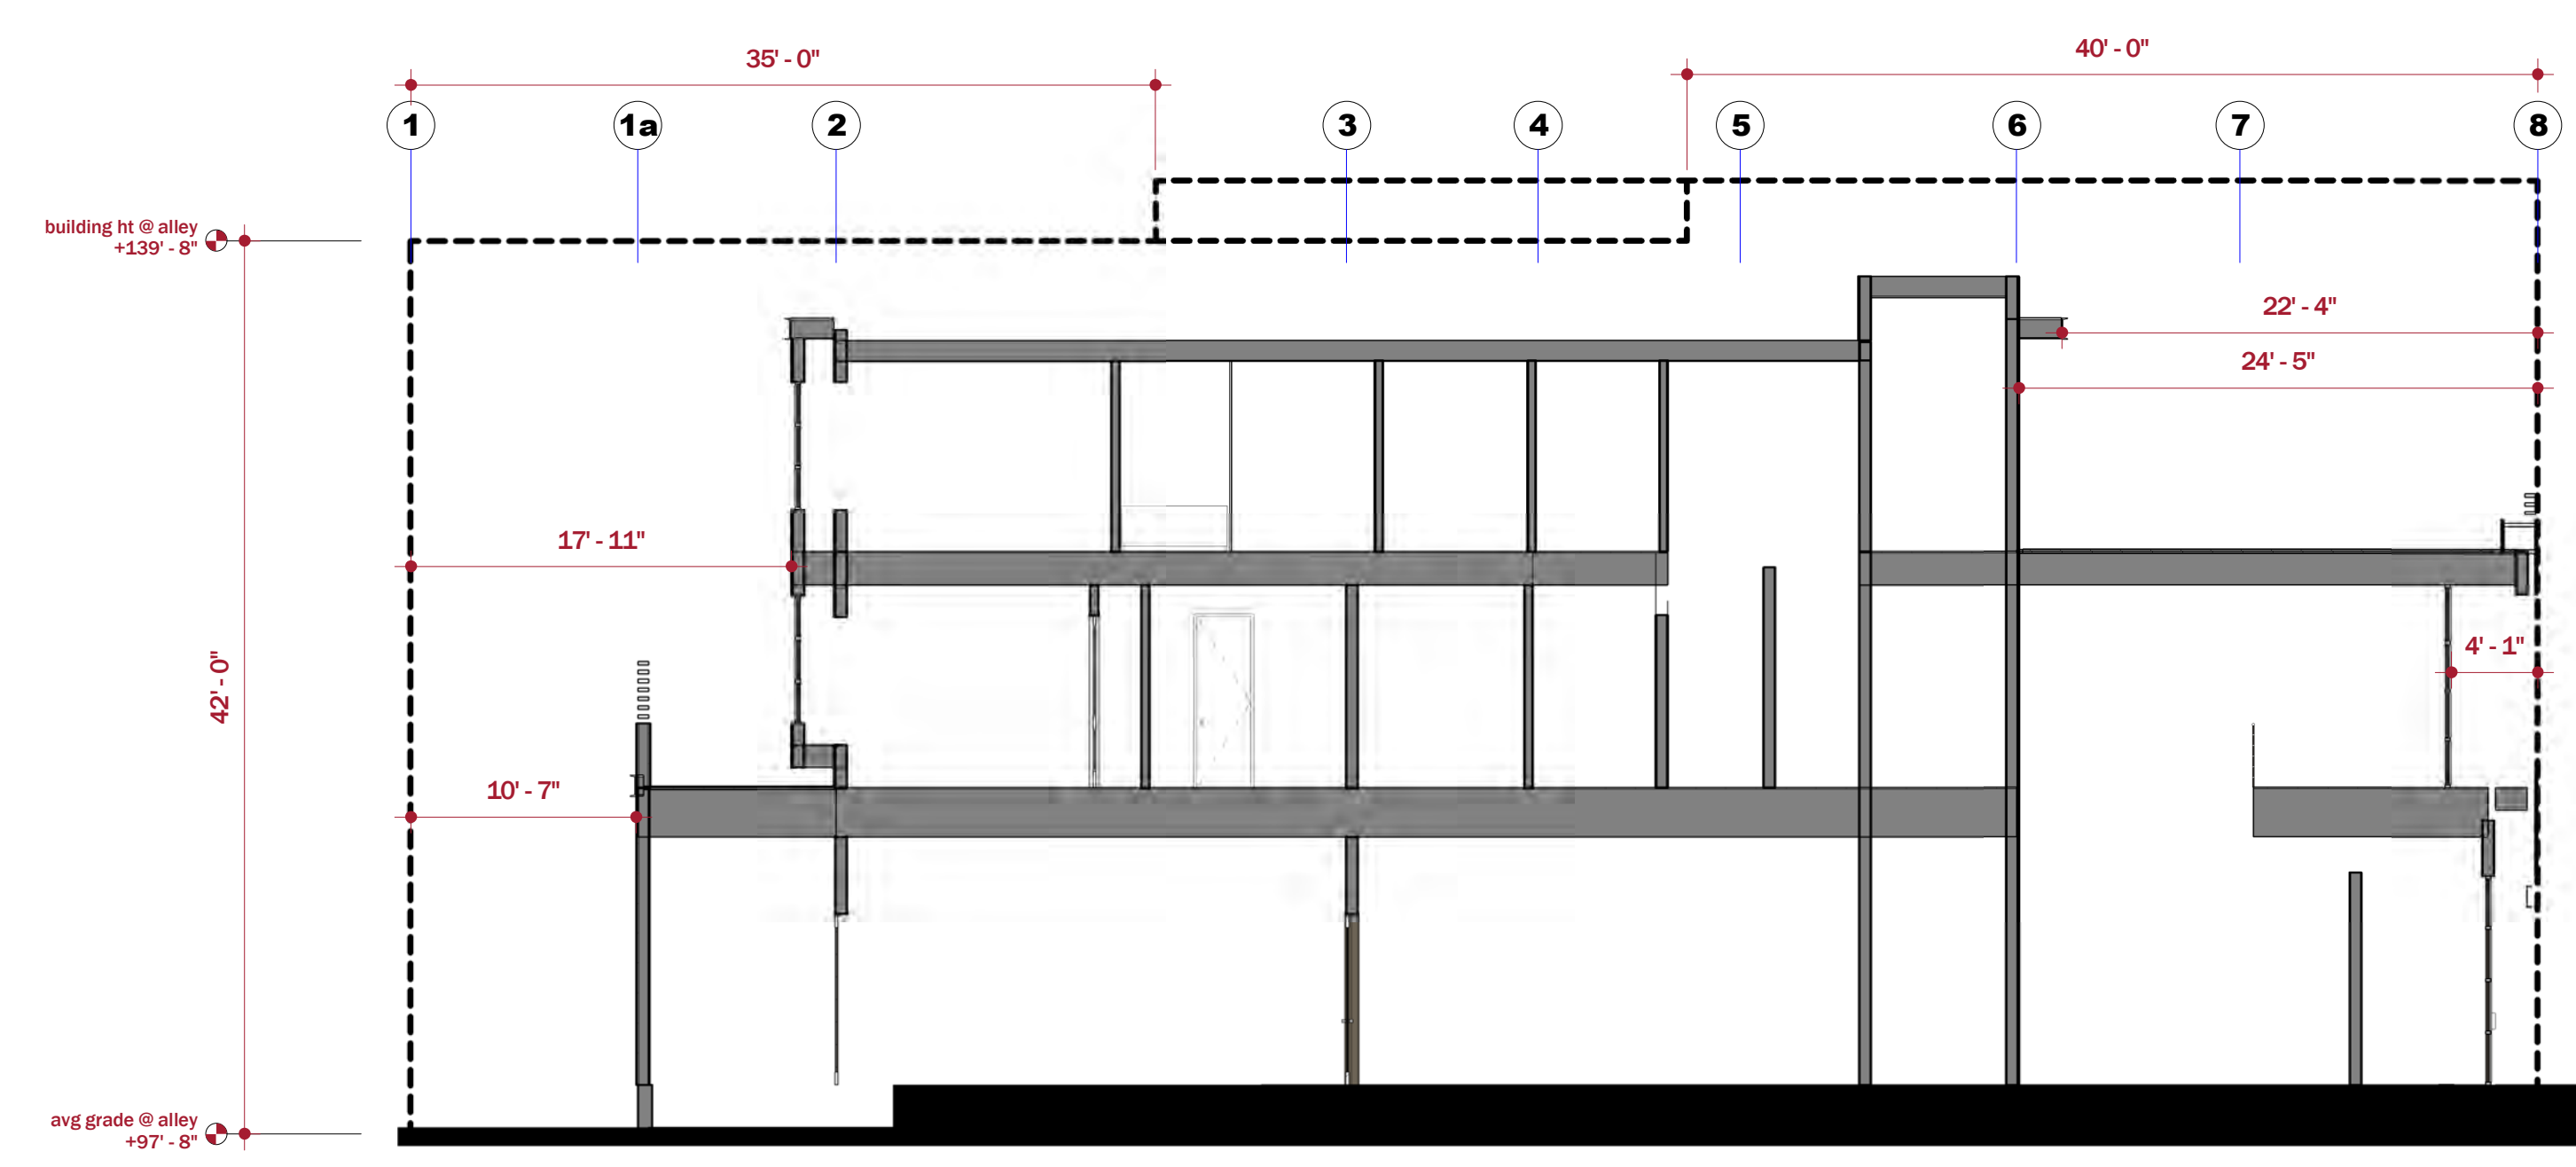 35' - 0"
40' - 0"
1
1a
2
3
4
5
6
7
8
building ht @ alley
+139' - 8"
22' - 4"
24' - 5"
17' - 11"
4' - 1"
42' - 0"
10' - 7"
avg grade @ alley
+97' - 8"